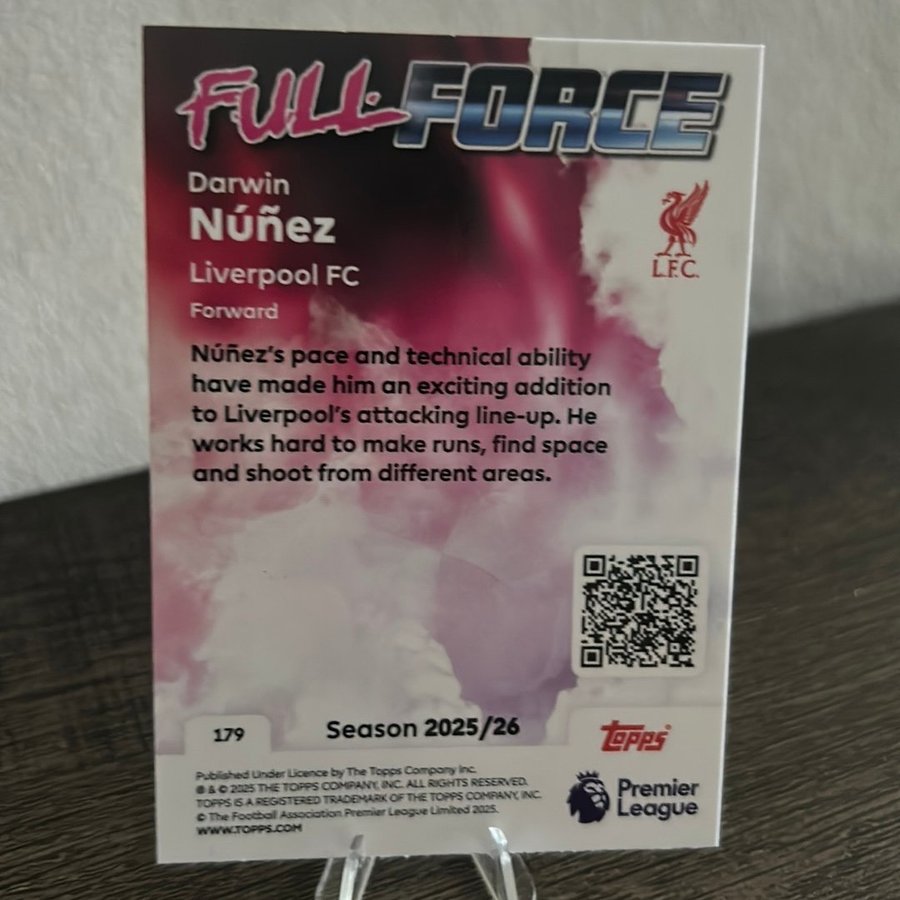 FULL FORCE
Darwin
Núñez
Liverpool FC
Forward
L.F.C.
Núñez's pace and technical ability
have made him an exciting addition
to Liverpool's attacking line-up. He
works hard to make runs, find space
and shoot from different areas.
179
Season 2025/26
topps
Published Under Licence by The Topps Company Inc.
® & © 2025 THE TOPPS COMPANY, INC. ALL RIGHTS RESERVED.
TOPPS IS A REGISTERED TRADEMARK OF THE TOPPS COMPANY, INC.
© The Football Association Premier League Limited 2025.
WWW.TOPPS.COM
Premier
League